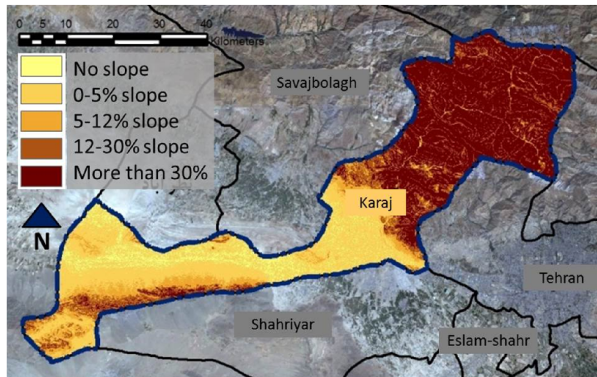 0 5 10 20 30 40
Kilometers
No slope
0-5% slope
5-12% slope
12-30% slope
More than 30%
N
Savajbolagh
Karaj
Tehran
Shahriyar
Eslam-shahr